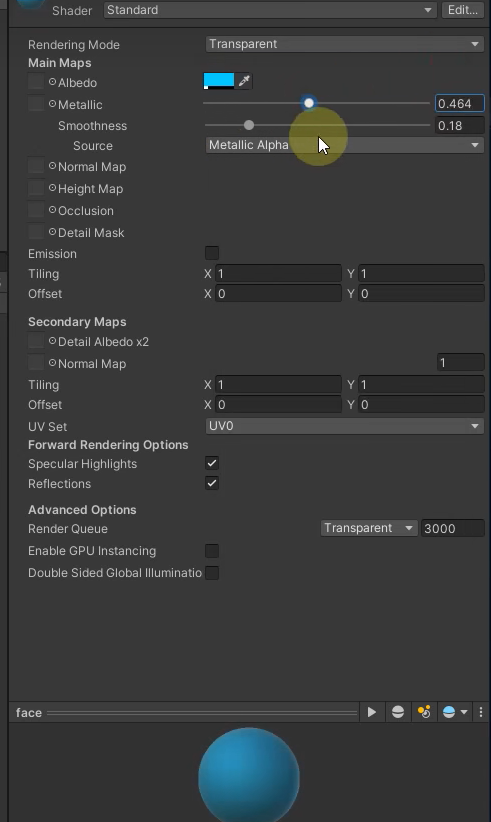 Shader Standard Edit...
Rendering Mode Transparent
Main Maps
Albedo
Metallic 0.464
Smoothness 0.18
Source Metallic Alpha
Normal Map
Height Map
Occlusion
Detail Mask
Emission
Tiling X 1 Y 1
Offset X 0 Y 0
Secondary Maps
Detail Albedo x2
Normal Map 1
Tiling X 1 Y 1
Offset X 0 Y 0
UV Set UV0
Forward Rendering Options
Specular Highlights
Reflections
Advanced Options
Render Queue Transparent 3000
Enable GPU Instancing
Double Sided Global Illuminatio
face